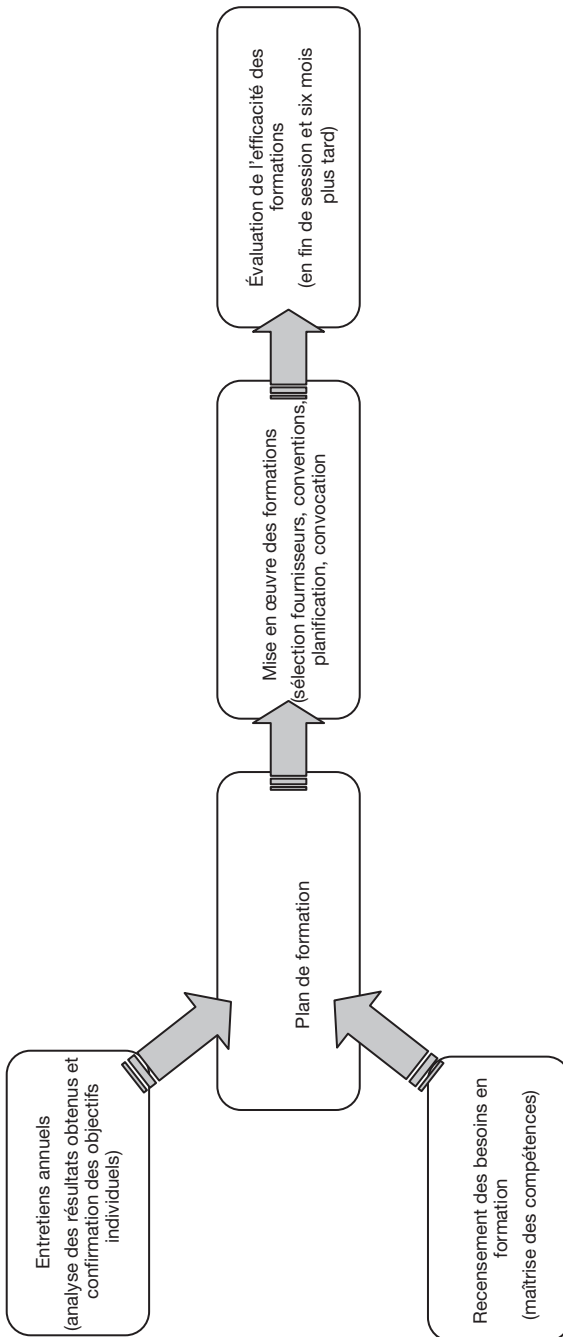 Entretiens annuels
(analyse des résultats obtenus et
confirmation des objectifs
individuels)
Recensement des besoins en
formation
(maîtrise des compétences)
Plan de formation
Mise en œuvre des formations
(sélection fournisseurs, conventions,
planification, convocation
Évaluation de l'efficacité des
formations
(en fin de session et six mois
plus tard)